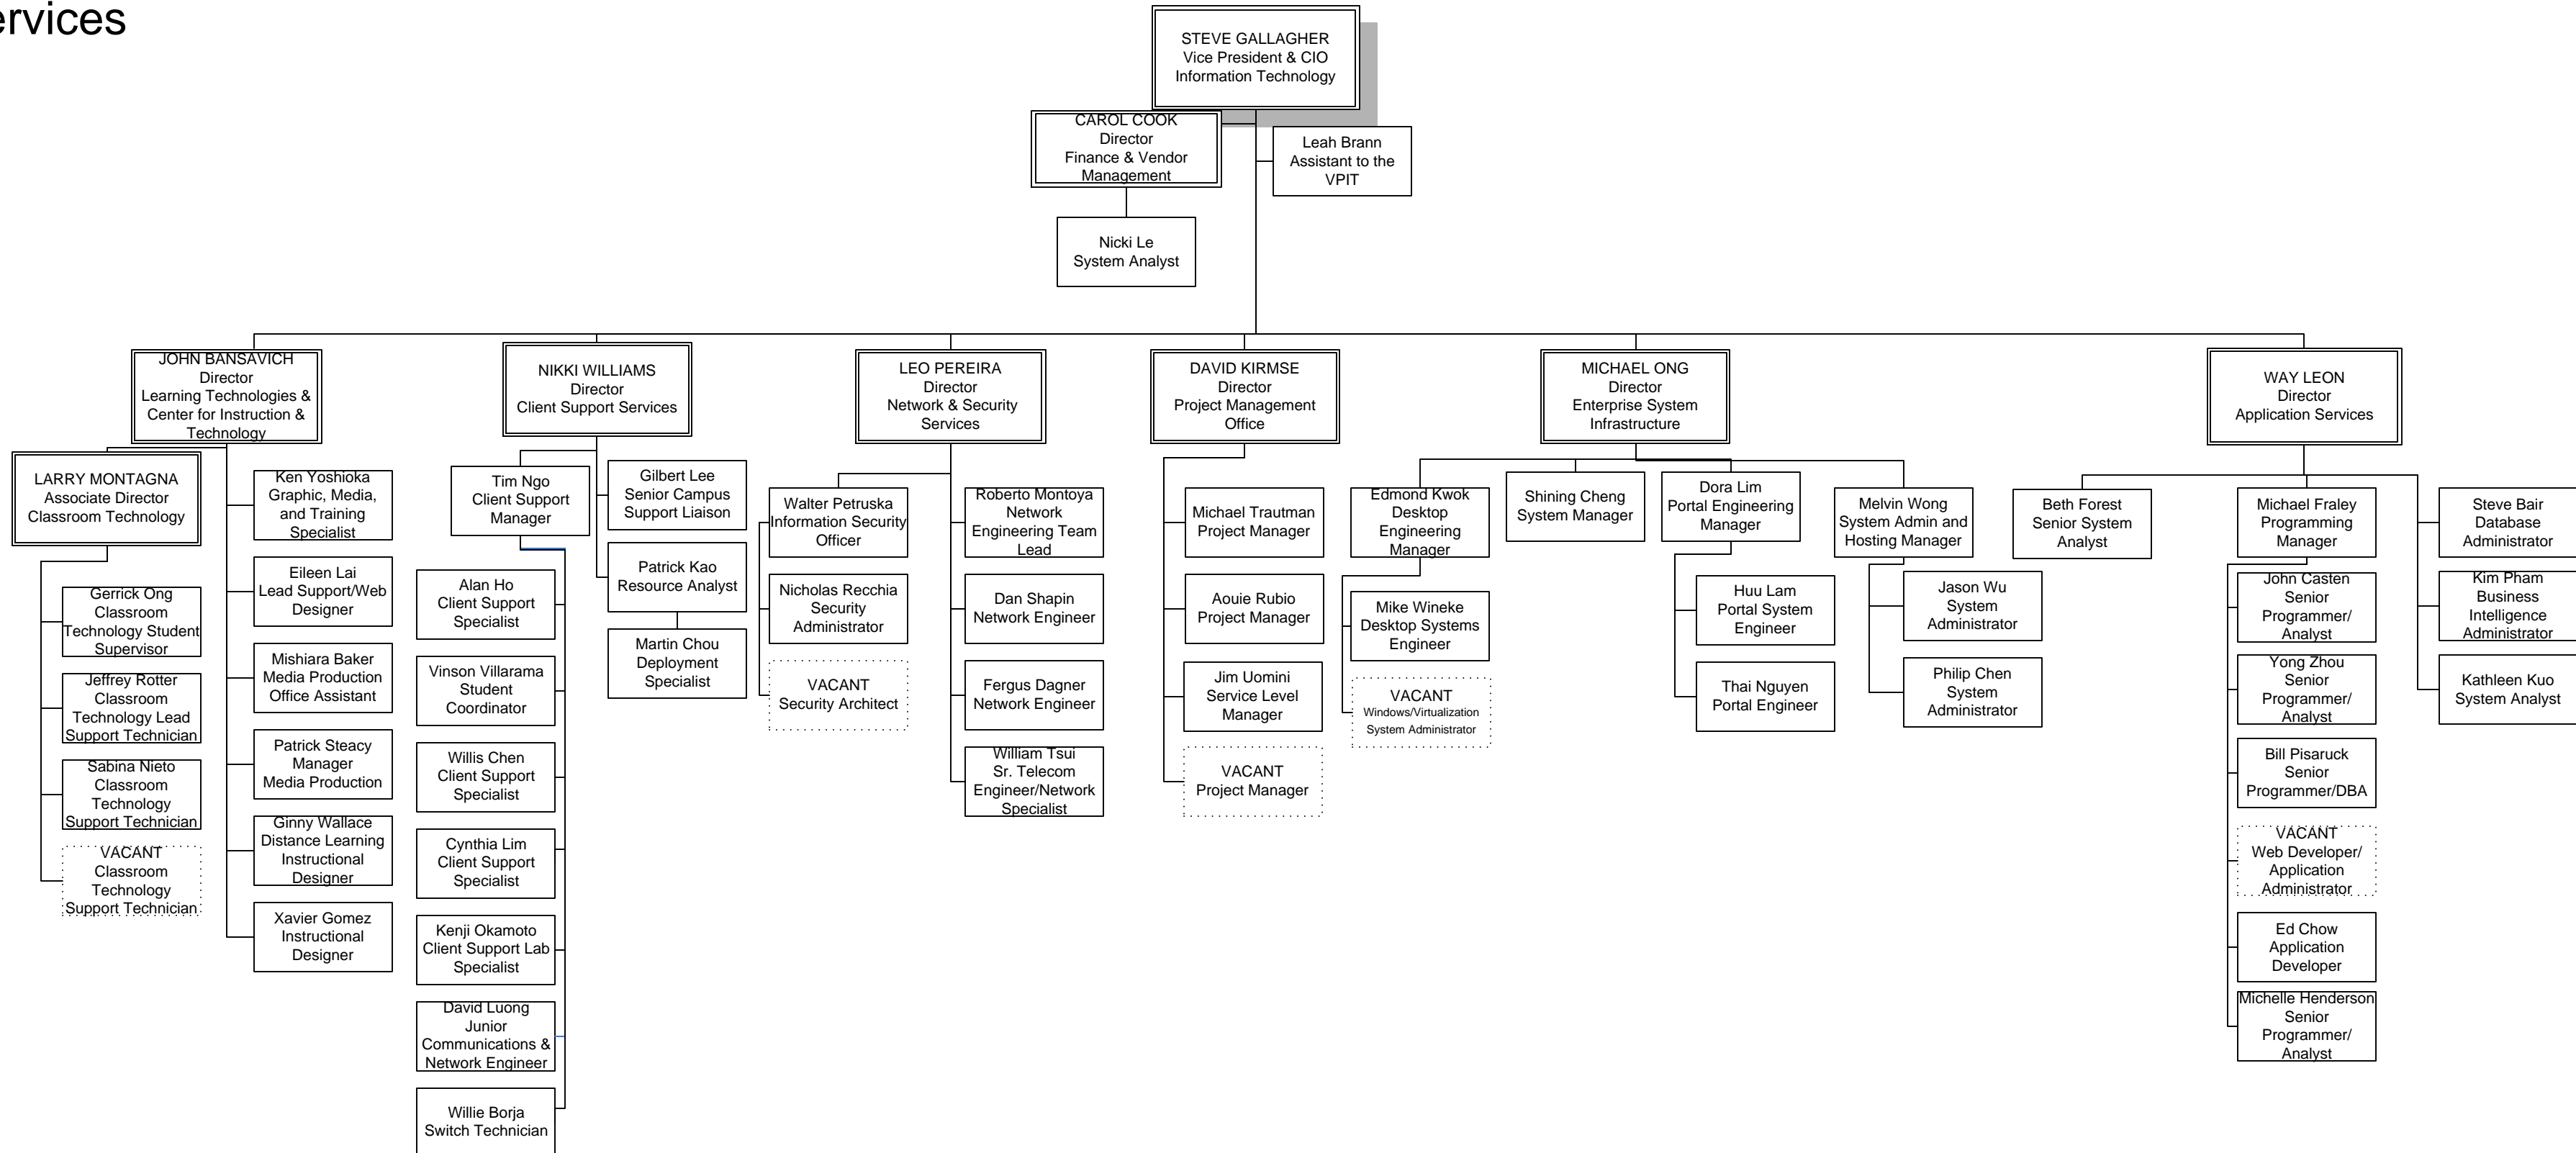 ervices
STEVE GALLAGHER
Vice President & CIO
Information Technology
CAROL COOK
Director
Finance & Vendor
Management
Leah Brann
Assistant to the
VPIT
Nicki Le
System Analyst
JOHN BANSAVICH
Director
Learning Technologies &
Center for Instruction &
Technology
LARRY MONTAGNA
Associate Director
Classroom Technology
Gerrick Ong
Classroom
Technology Student
Supervisor
Jeffrey Rotter
Classroom
Technology Lead
Support Technician
Sabina Nieto
Classroom
Technology
Support Technician
VACANT
Classroom
Technology
Support Technician
Ken Yoshioka
Graphic, Media,
and Training
Specialist
Eileen Lai
Lead Support/Web
Designer
Mishiara Baker
Media Production
Office Assistant
Patrick Steacy
Manager
Media Production
Ginny Wallace
Distance Learning
Instructional
Designer
Xavier Gomez
Instructional
Designer
NIKKI WILLIAMS
Director
Client Support Services
Tim Ngo
Client Support
Manager
Alan Ho
Client Support
Specialist
Vinson Villarama
Student
Coordinator
Willis Chen
Client Support
Specialist
Cynthia Lim
Client Support
Specialist
Kenji Okamoto
Client Support Lab
Specialist
David Luong
Junior
Communications &
Network Engineer
Willie Borja
Switch Technician
Gilbert Lee
Senior Campus
Support Liaison
Patrick Kao
Resource Analyst
Martin Chou
Deployment
Specialist
LEO PEREIRA
Director
Network & Security
Services
Walter Petruska
Information Security
Officer
Nicholas Recchia
Security
Administrator
VACANT
Security Architect
Roberto Montoya
Network
Engineering Team
Lead
Dan Shapin
Network Engineer
Fergus Dagner
Network Engineer
William Tsui
Sr. Telecom
Engineer/Network
Specialist
DAVID KIRMSE
Director
Project Management
Office
Michael Trautman
Project Manager
Aouie Rubio
Project Manager
Jim Uomini
Service Level
Manager
VACANT
Project Manager
MICHAEL ONG
Director
Enterprise System
Infrastructure
Edmond Kwok
Desktop
Engineering
Manager
Mike Wineke
Desktop Systems
Engineer
VACANT
Windows/Virtualization
System Administrator
Shining Cheng
System Manager
Dora Lim
Portal Engineering
Manager
Huu Lam
Portal System
Engineer
Thai Nguyen
Portal Engineer
Melvin Wong
System Admin and
Hosting Manager
Jason Wu
System
Administrator
Philip Chen
System
Administrator
WAY LEON
Director
Application Services
Beth Forest
Senior System
Analyst
Michael Fraley
Programming
Manager
John Casten
Senior
Programmer/
Analyst
Yong Zhou
Senior
Programmer/
Analyst
Bill Pisaruck
Senior
Programmer/DBA
VACANT
Web Developer/
Application
Administrator
Ed Chow
Application
Developer
Michelle Henderson
Senior
Programmer/
Analyst
Steve Bair
Database
Administrator
Kim Pham
Business
Intelligence
Administrator
Kathleen Kuo
System Analyst